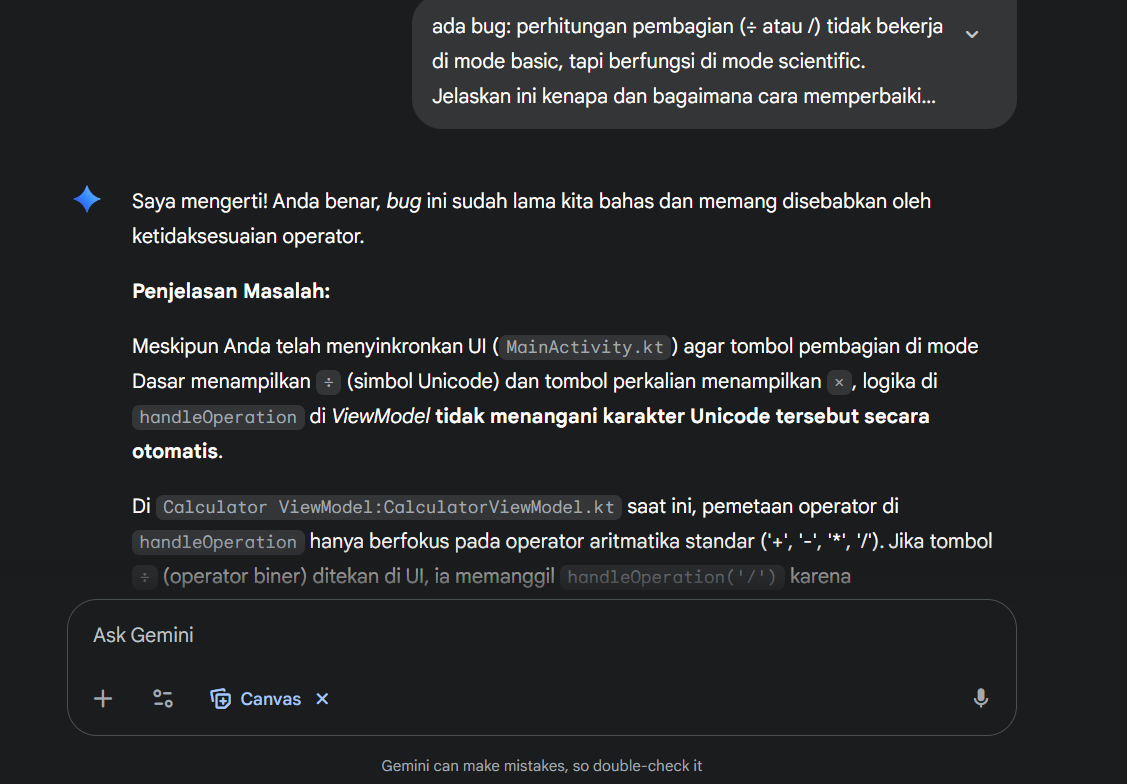 ada bug: perhitungan pembagian (÷ atau /) tidak bekerja
di mode basic, tapi berfungsi di mode scientific.
Jelaskan ini kenapa dan bagaimana cara memperbaiki...
Saya mengerti! Anda benar, bug ini sudah lama kita bahas dan memang disebabkan oleh
ketidaksesuaian operator.
Penjelasan Masalah:
Meskipun Anda telah menyinkronkan UI ( MainActivity.kt ) agar tombol pembagian di mode
Dasar menampilkan ÷ (simbol Unicode) dan tombol perkalian menampilkan ×, logika di
handleOperation di ViewModel tidak menangani karakter Unicode tersebut secara
otomatis.
Di Calculator ViewModel:CalculatorViewModel.kt saat ini, pemetaan operator di
handleOperation hanya berfokus pada operator aritmatika standar ('+', '-', '*', '/'). Jika tombol
÷ (operator biner) ditekan di UI, ia memanggil handleOperation('/') karena
Ask Gemini
Canvas
Gemini can make mistakes, so double-check it